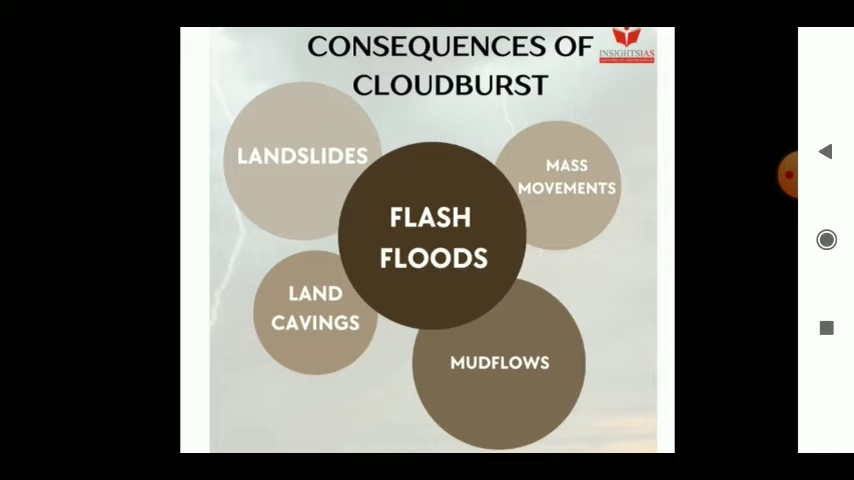 CONSEQUENCES OF
CLOUDBURST
INSIGHTSIAS
LANDSLIDES
MASS
MOVEMENTS
FLASH
FLOODS
LAND
CAVINGS
MUDFLOWS